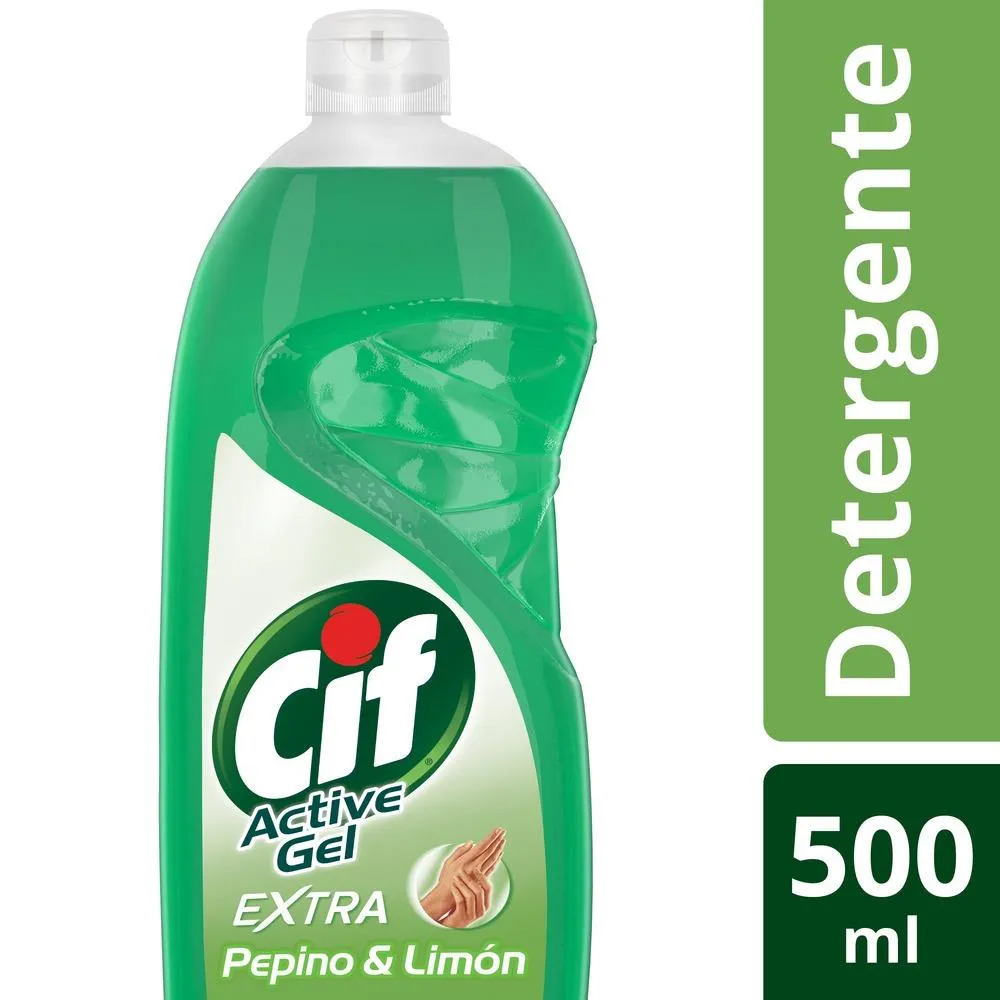 Cif
Active
Gel
EXTRA
Pepino & Limón
Detergente
500
ml